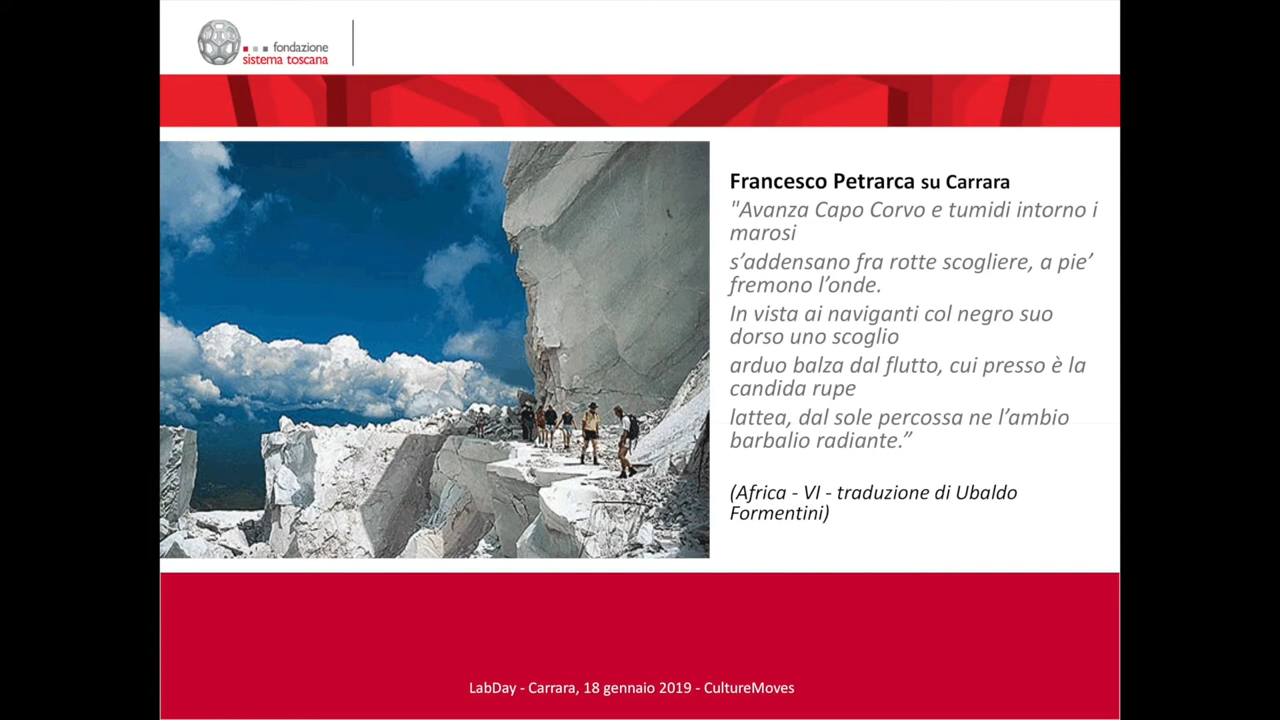 fondazione
sistema toscana
Francesco Petrarca su Carrara
"Avanza Capo Corvo e tumidi intorno i
marosi
s’addensano fra rotte scogliere, a pie’
fremono l’onde.
In vista ai naviganti col negro suo
dorso uno scoglio
arduo balza dal flutto, cui presso è la
candida rupe
lattea, dal sole percossa ne l’ambio
barbalio radiante.”
(Africa - VI - traduzione di Ubaldo
Formentini)
LabDay - Carrara, 18 gennaio 2019 - CultureMoves